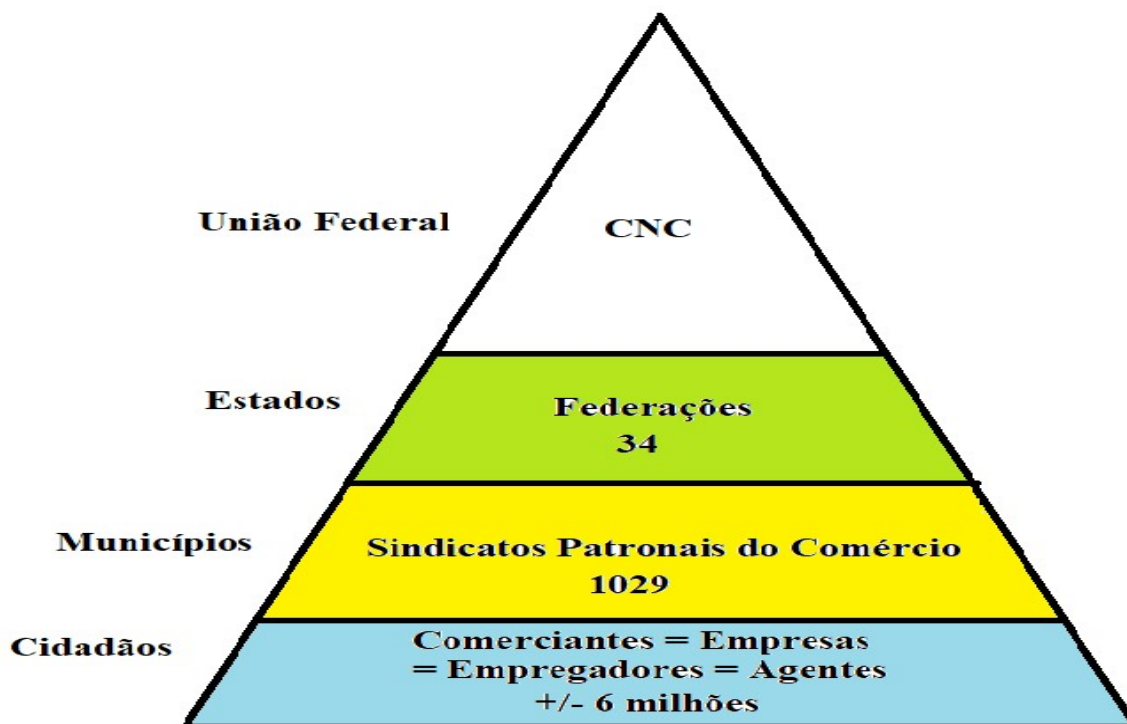 União Federal
CNC
Estados
Federações
34
Municípios
Sindicatos Patronais do Comércio
1029
Cidadãos
Comerciantes = Empresas
= Empregadores = Agentes
+/- 6 milhões